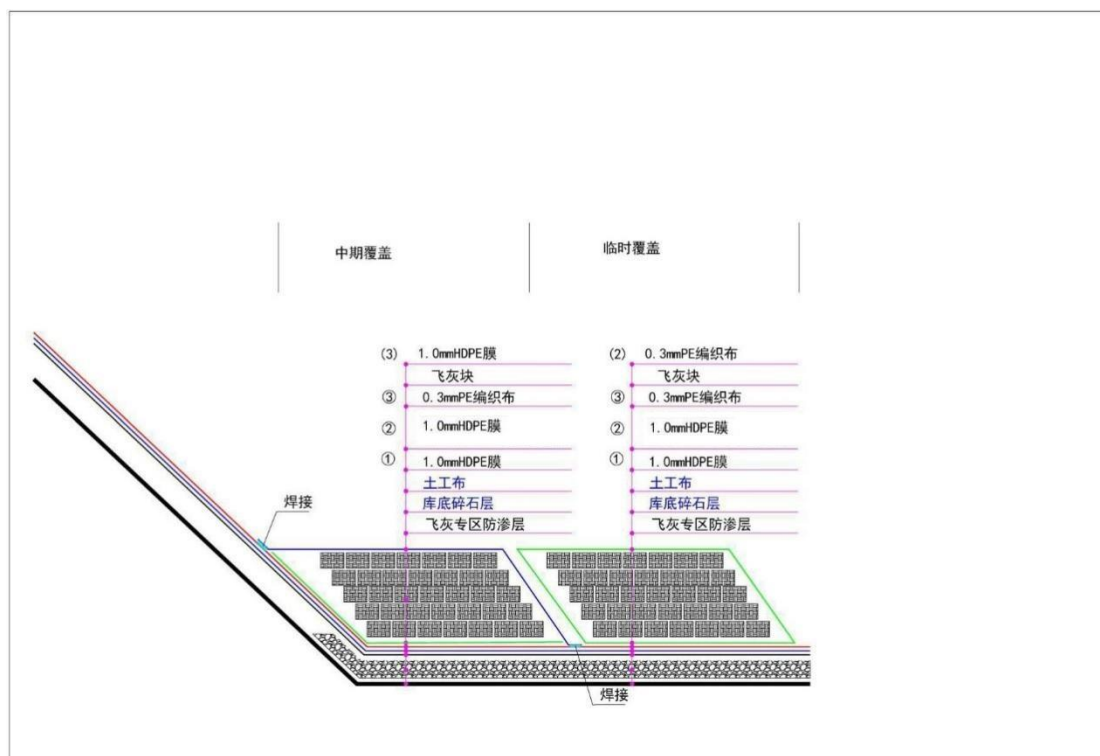 中期覆盖
临时覆盖
(3) 1.0mmHDPE膜
飞灰块
③ 0.3mmPE编织布
② 1.0mmHDPE膜
① 1.0mmHDPE膜
土工布
库底碎石层
飞灰专区防渗层
(2) 0.3mmPE编织布
飞灰块
③ 0.3mmPE编织布
② 1.0mmHDPE膜
① 1.0mmHDPE膜
土工布
库底碎石层
飞灰专区防渗层
焊接
焊接